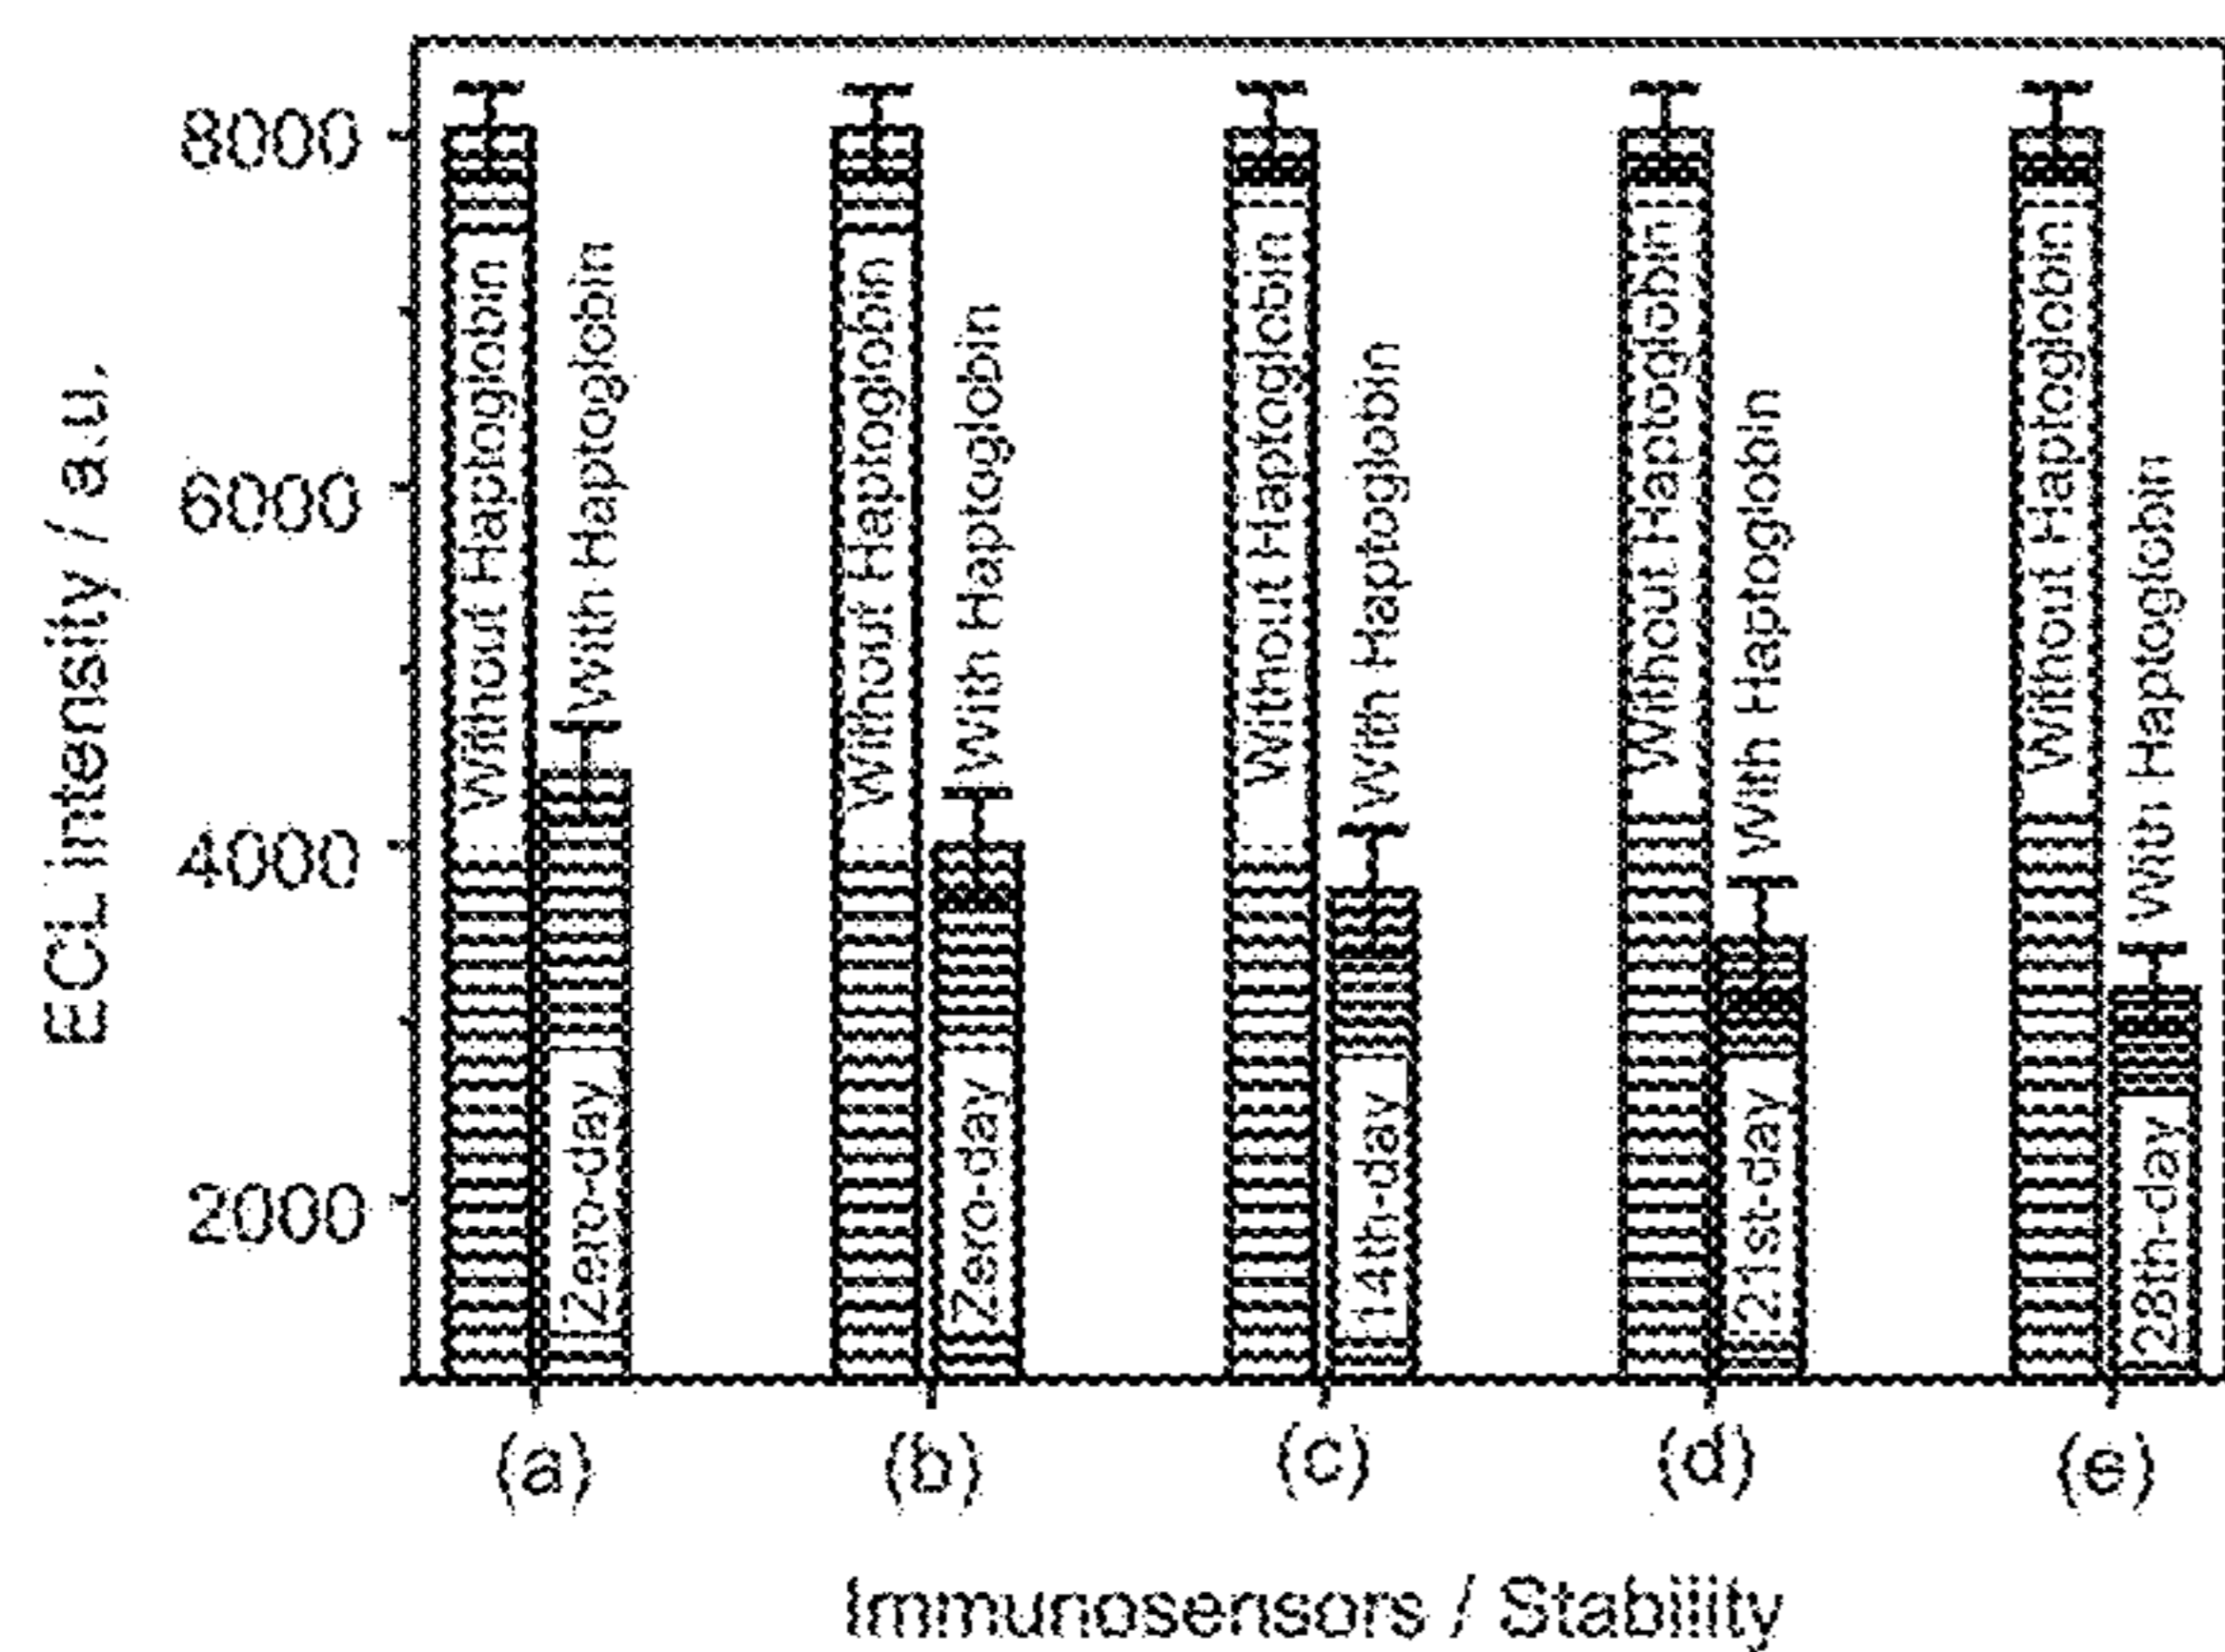 ECL intensity / a.u.
8000
6000
4000
2000
Without Haptoglobin
With Haptoglobin
Zero-day
Without Haptoglobin
With Haptoglobin
Zero-day
Without Haptoglobin
With Haptoglobin
14th-day
Without Haptoglobin
With Haptoglobin
21st-day
Without Haptoglobin
With Haptoglobin
28th-day
(a) (b) (c) (d) (e)
Immunosensors / Stability